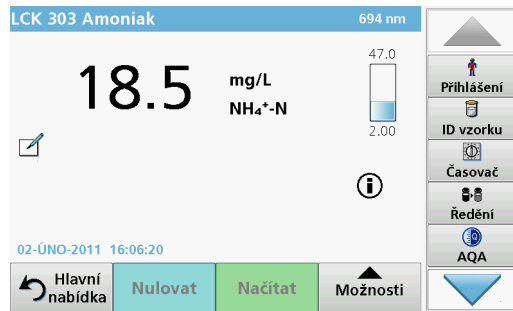 LCK 303 Amoniak
694 nm
47.0
18.5
mg/L
NH₄⁺-N
2.00
02-ÚNO-2011 16:06:20
Hlavní
nabídka
Nulovat
Načítat
Možnosti
Přihlášení
ID vzorku
Časovač
Ředění
AQA